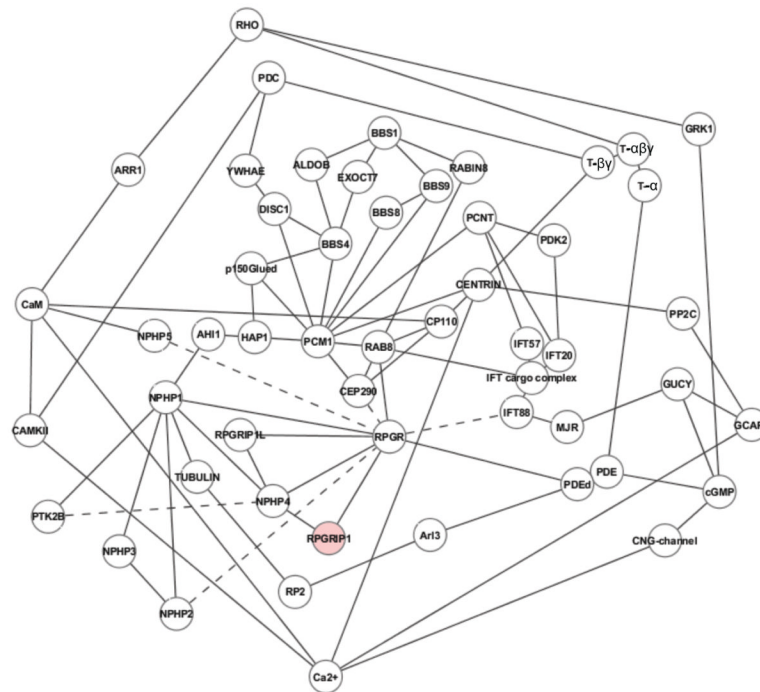 RHO
PDC
GRK1
BBS1
T-αβγ
T-βγ
ARR1
YWHAE
ALDOB
EXOCT7
RABIN8
BBS9
T-α
DISC1
BBS8
PCNT
BBS4
PDK2
p150Glued
CENTRIN
CaM
CP110
PP2C
NPHP5
AHI1
HAP1
PCM1
RAB8
IFT57
IFT20
IFT cargo complex
CEP290
GUCY
NPHP1
IFT88
MJR
GCAP
CAMKII
RPGRIP1L
RPGR
TUBULIN
PDEd
PDE
NPHP4
cGMP
PTK2B
RPGRIP1
Arl3
CNG-channel
NPHP3
RP2
NPHP2
Ca2+